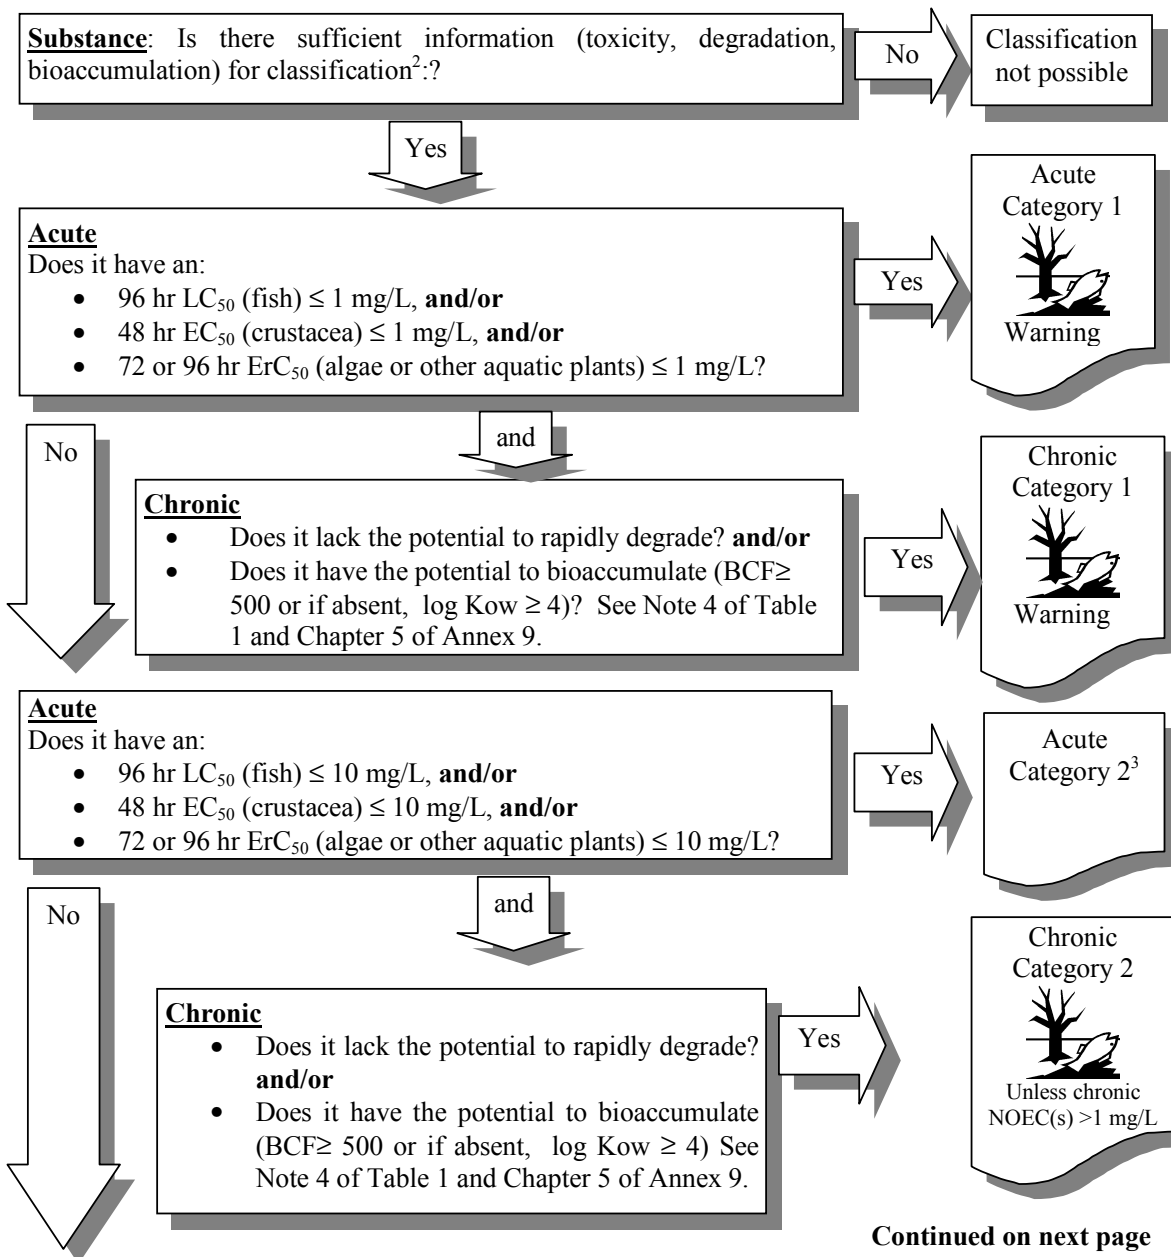 Substance: Is there sufficient information (toxicity, degradation,
bioaccumulation) for classification²:?
No
Classification
not possible
Yes
Acute
Does it have an:
• 96 hr LC₅₀ (fish) ≤ 1 mg/L, and/or
• 48 hr EC₅₀ (crustacea) ≤ 1 mg/L, and/or
• 72 or 96 hr ErC₅₀ (algae or other aquatic plants) ≤ 1 mg/L?
Yes
Acute
Category 1
Warning
No
and
Chronic
• Does it lack the potential to rapidly degrade? and/or
• Does it have the potential to bioaccumulate (BCF≥
500 or if absent, log Kow ≥ 4)? See Note 4 of Table
1 and Chapter 5 of Annex 9.
Yes
Chronic
Category 1
Warning
Acute
Does it have an:
• 96 hr LC₅₀ (fish) ≤ 10 mg/L, and/or
• 48 hr EC₅₀ (crustacea) ≤ 10 mg/L, and/or
• 72 or 96 hr ErC₅₀ (algae or other aquatic plants) ≤ 10 mg/L?
Yes
Acute
Category 2³
No
and
Chronic
• Does it lack the potential to rapidly degrade?
and/or
• Does it have the potential to bioaccumulate
(BCF≥ 500 or if absent, log Kow ≥ 4) See
Note 4 of Table 1 and Chapter 5 of Annex 9.
Yes
Chronic
Category 2
Unless chronic
NOEC(s) >1 mg/L
Continued on next page